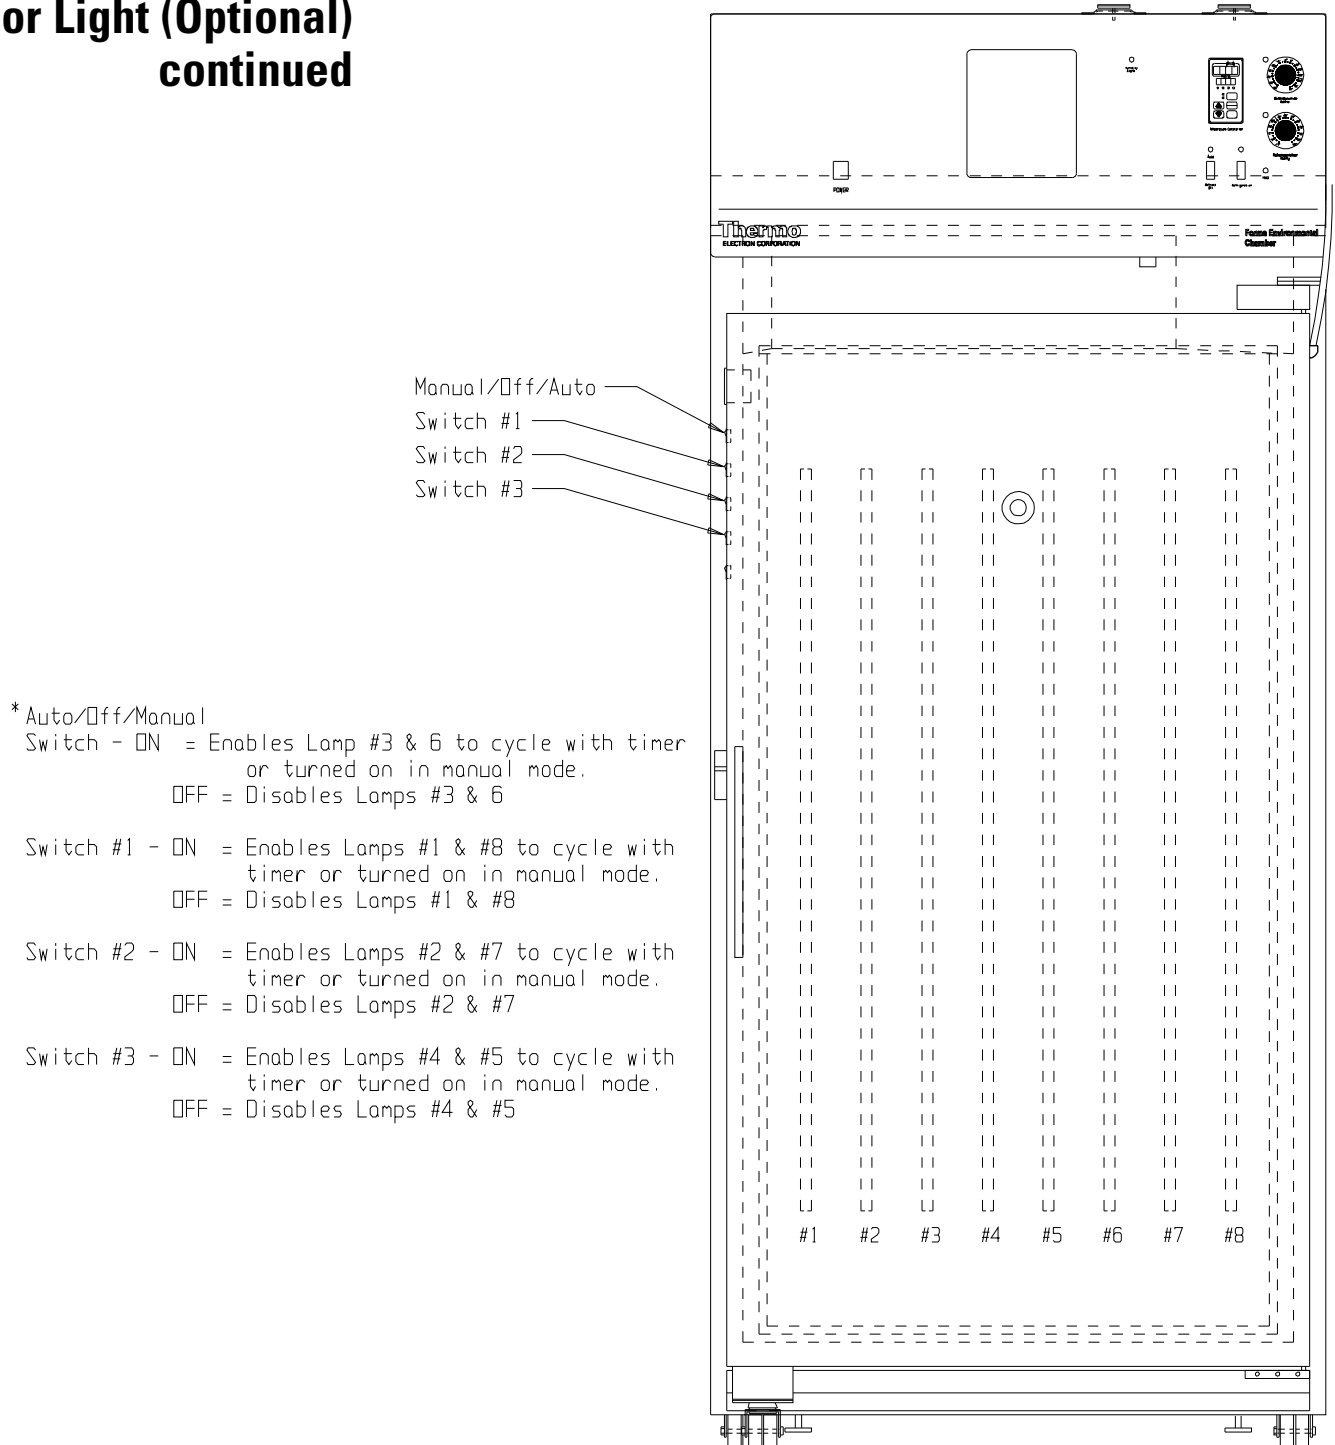 or Light (Optional)
continued
POWER
Thermo
ELECTRON CORPORATION
Forma Environmental
Chamber
Manual/Off/Auto
Switch #1
Switch #2
Switch #3
* Auto/Off/Manual
Switch - ON = Enables Lamp #3 & 6 to cycle with timer
or turned on in manual mode.
OFF = Disables Lamps #3 & 6
Switch #1 - ON = Enables Lamps #1 & #8 to cycle with
timer or turned on in manual mode.
OFF = Disables Lamps #1 & #8
Switch #2 - ON = Enables Lamps #2 & #7 to cycle with
timer or turned on in manual mode.
OFF = Disables Lamps #2 & #7
Switch #3 - ON = Enables Lamps #4 & #5 to cycle with
timer or turned on in manual mode.
OFF = Disables Lamps #4 & #5
#1 #2 #3 #4 #5 #6 #7 #8